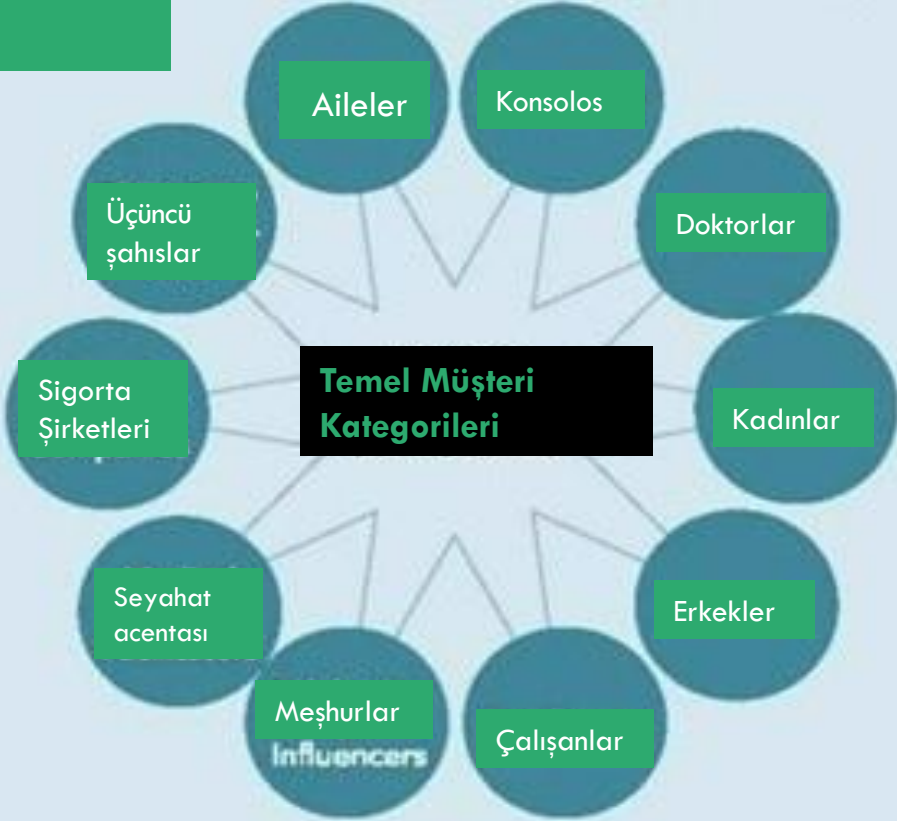 Temel Müşteri
Kategorileri
Aileler
Konsolos
Doktorlar
Kadınlar
Erkekler
Çalışanlar
Meşhurlar
Influencers
Seyahat
acentası
Sigorta
Şirketleri
Üçüncü
şahıslar